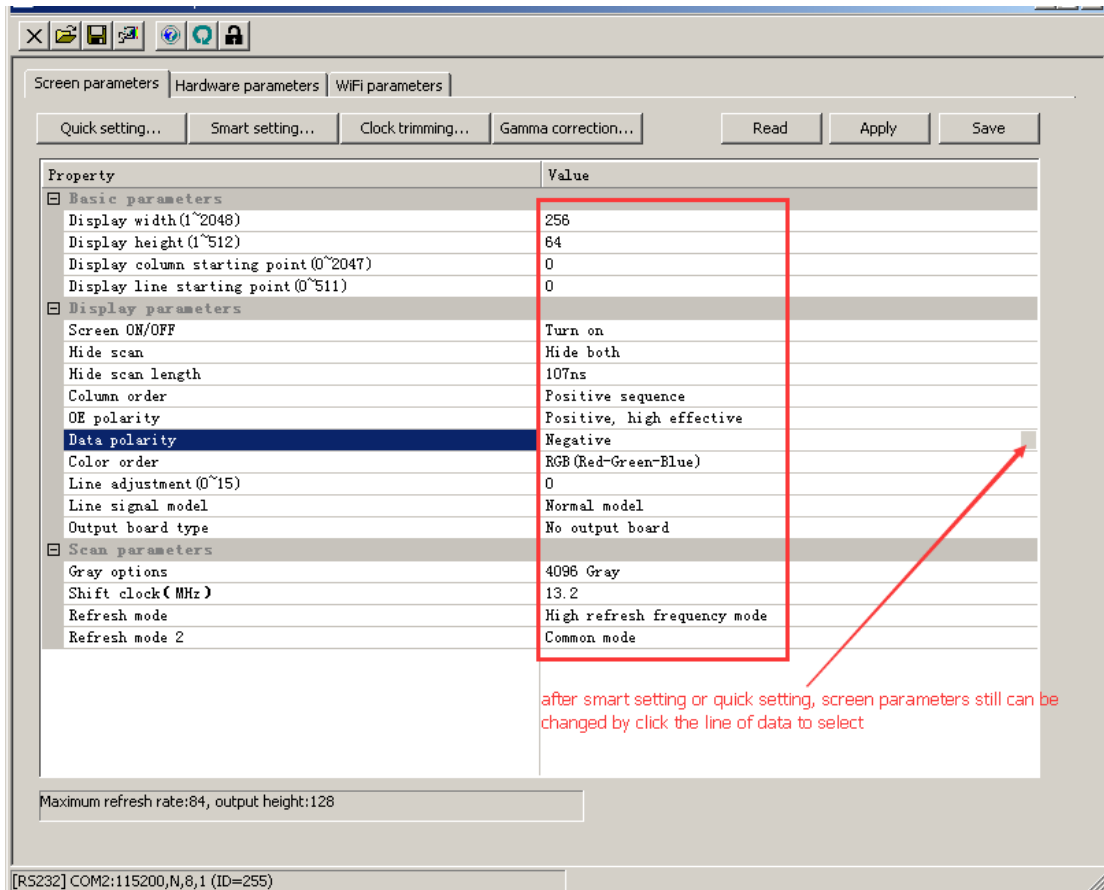 Screen parameters Hardware parameters WiFi parameters
Quick setting... Smart setting... Clock trimming... Gamma correction... Read Apply Save
Property Value
Basic parameters
Display width(1~2048) 256
Display height(1~512) 64
Display column starting point(0~2047) 0
Display line starting point(0~511) 0
Display parameters
Screen ON/OFF Turn on
Hide scan Hide both
Hide scan length 107ns
Column order Positive sequence
OE polarity Positive, high effective
Data polarity Negative
Color order RGB(Red-Green-Blue)
Line adjustment(0~15) 0
Line signal model Normal model
Output board type No output board
Scan parameters
Gray options 4096 Gray
Shift clock(MHz) 13.2
Refresh mode High refresh frequency mode
Refresh mode 2 Common mode
after smart setting or quick setting, screen parameters still can be
changed by click the line of data to select
Maximum refresh rate:84, output height:128
[RS232] COM2:115200,N,8,1 (ID=255)